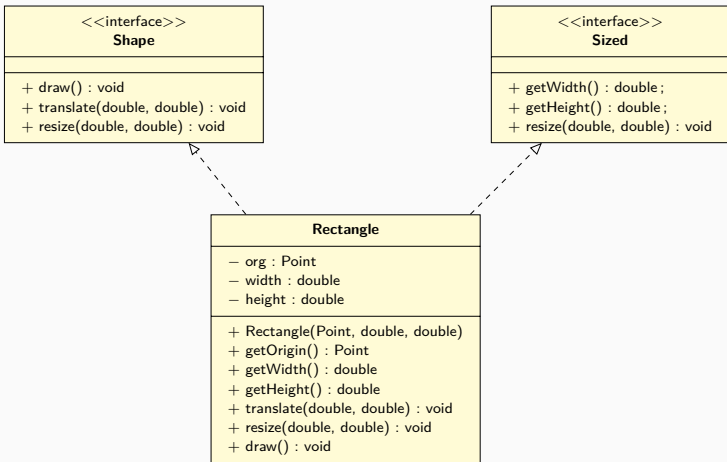 <<interface>>
Shape
+ draw() : void
+ translate(double, double) : void
+ resize(double, double) : void
<<interface>>
Sized
+ getWidth() : double ;
+ getHeight() : double ;
+ resize(double, double) : void
Rectangle
− org : Point
− width : double
− height : double
+ Rectangle(Point, double, double)
+ getOrigin() : Point
+ getWidth() : double
+ getHeight() : double
+ translate(double, double) : void
+ resize(double, double) : void
+ draw() : void